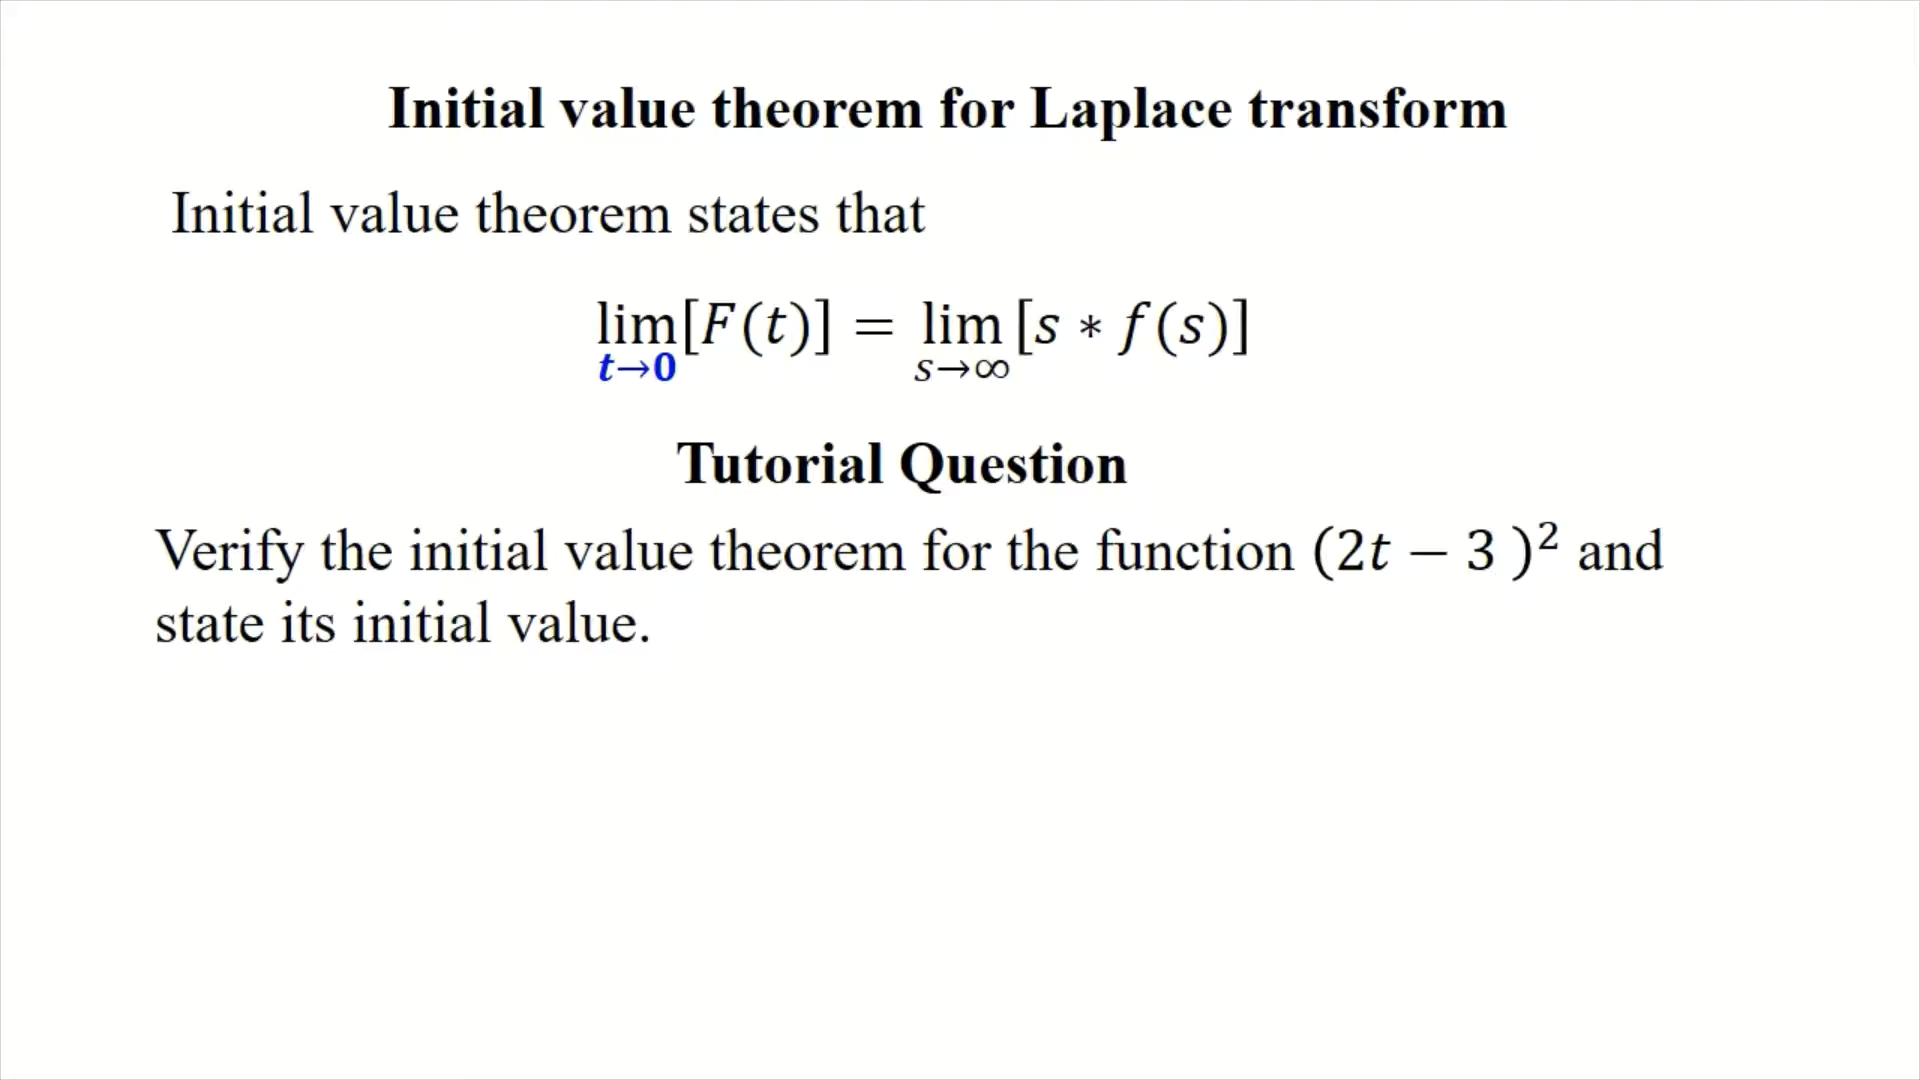 Initial value theorem for Laplace transform
Initial value theorem states that
lim[F(t)] = lim [s ∗ f(s)]
t→0 s→∞
Tutorial Question
Verify the initial value theorem for the function (2t − 3 )² and
state its initial value.